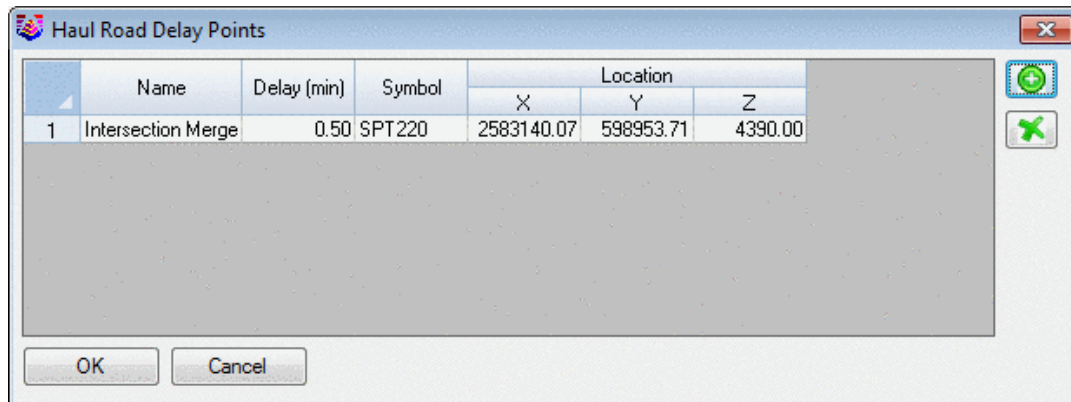 Haul Road Delay Points
Name Delay (min) Symbol Location
X Y Z
1 Intersection Merge 0.50 SPT220 2583140.07 598953.71 4390.00
OK Cancel